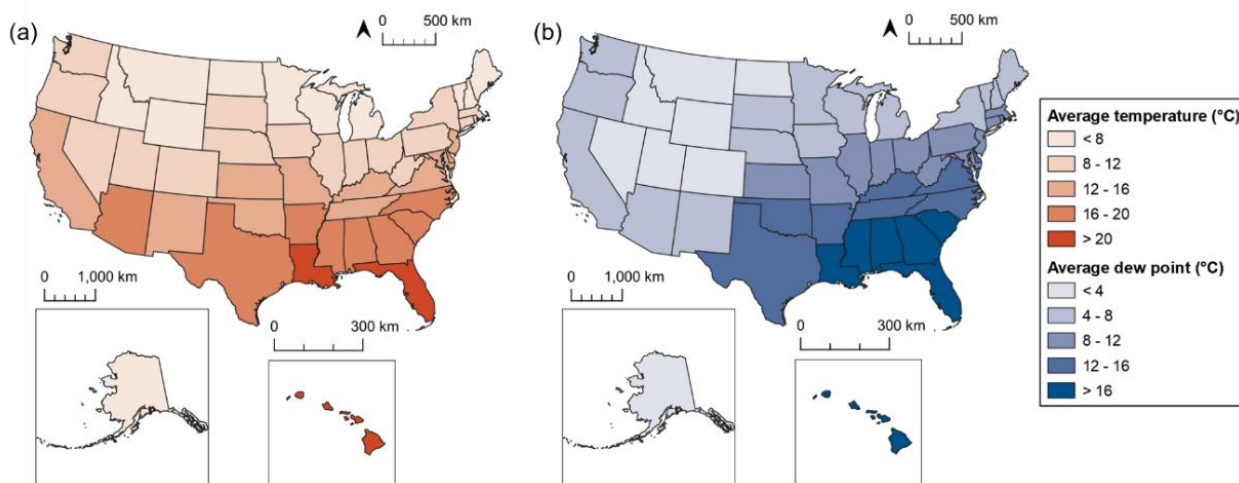 (a)
0 500 km
(b)
0 500 km
Average temperature (°C)
< 8
8 - 12
12 - 16
16 - 20
> 20
Average dew point (°C)
< 4
4 - 8
8 - 12
12 - 16
> 16
0 1,000 km
0 300 km
0 1,000 km
0 300 km